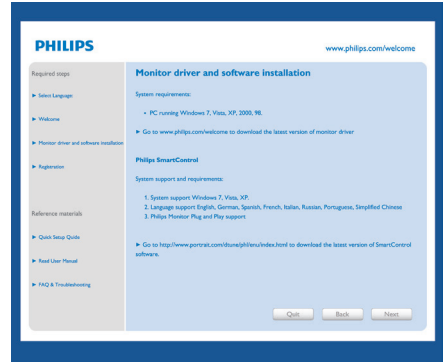 PHILIPS
www.philips.com/welcome
Required steps
► Select Language:
► Welcome
► Monitor driver and software installation
► Registration
Reference materials
► Quick Setup Guide
► Read User Manual
► FAQ & Troubleshooting
Monitor driver and software installation
System requirements:
• PC running Windows 7, Vista, XP, 2000, 98.
► Go to www.philips.com/welcome to download the latest version of monitor driver
Philips SmartControl
System support and requirements:
1. System support Windows 7, Vista, XP.
2. Language support English, German, Spanish, French, Italian, Russian, Portuguese, Simplified Chinese
3. Philips Monitor Plug and Play support
► Go to http://www.portrait.com/dtune/phl/enu/index.html to download the latest version of SmartControl
software.
Quit
Back
Next